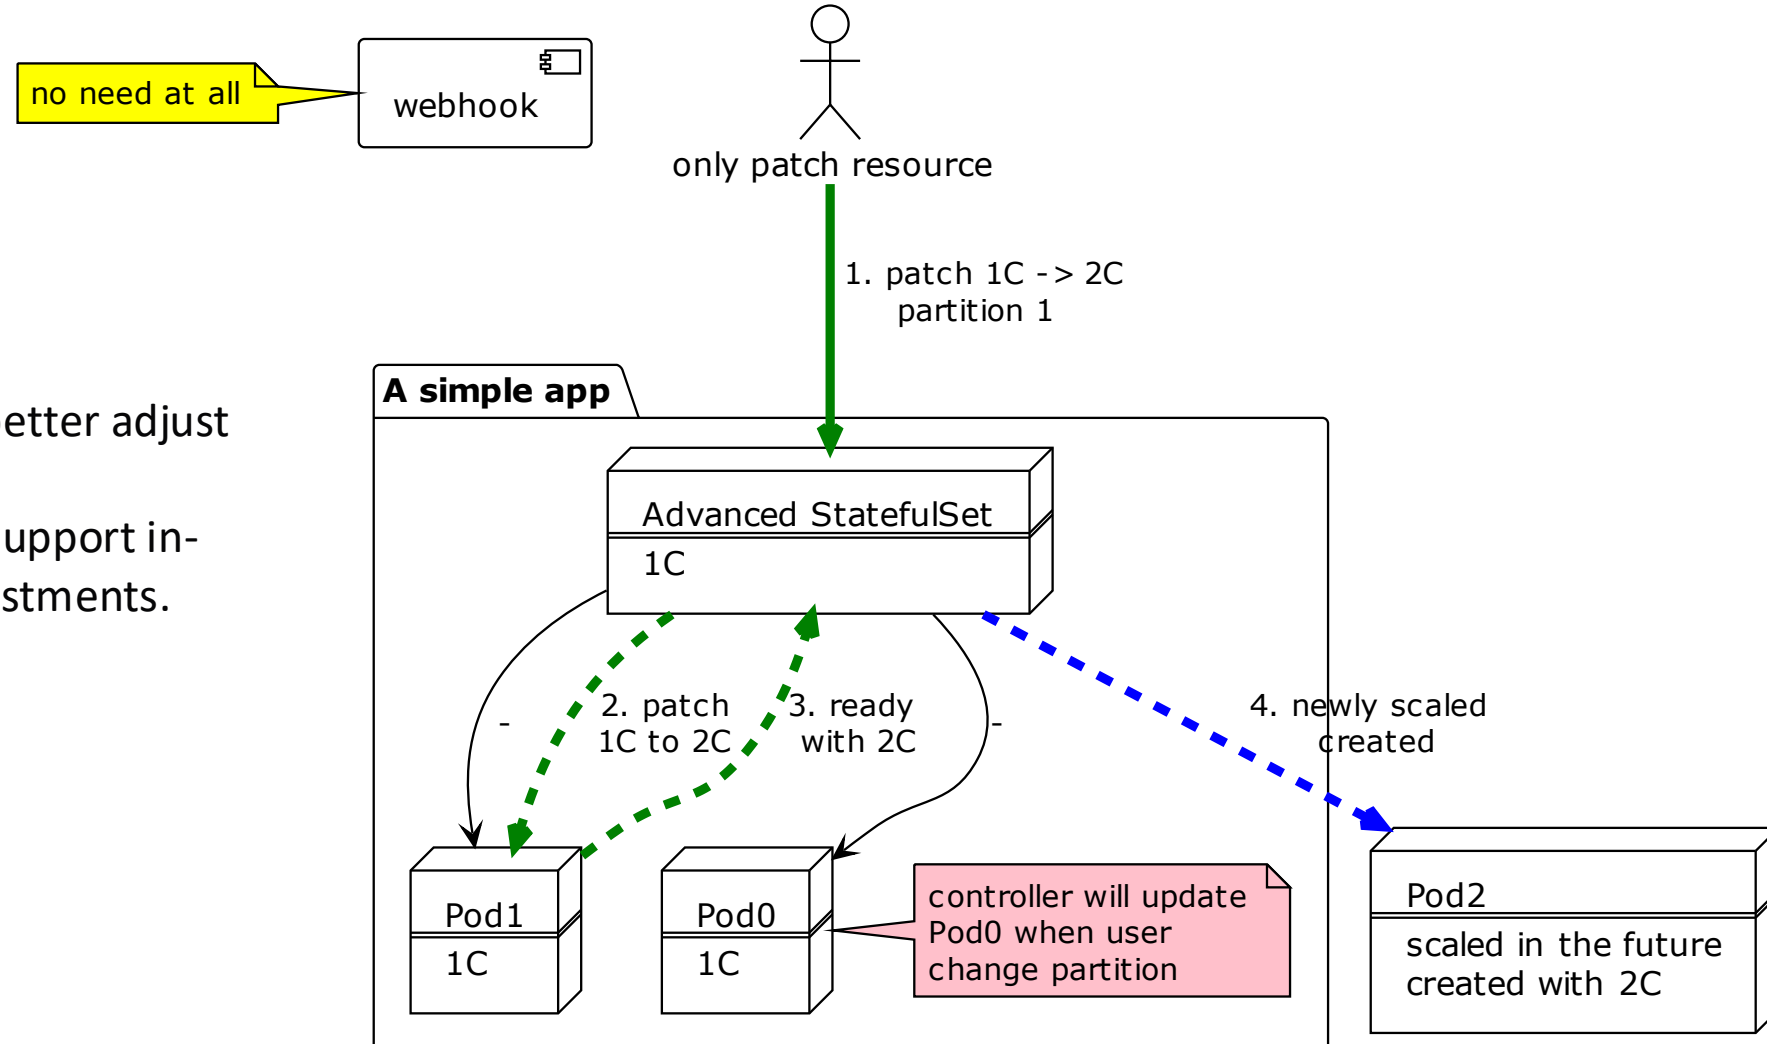 no need at all
webhook
only patch resource
1. patch 1C -> 2C
partition 1
A simple app
etter adjust
upport in-
stments.
Advanced StatefulSet
1C
-
2. patch
1C to 2C
3. ready
with 2C
-
4. newly scaled
created
Pod1
1C
Pod0
1C
controller will update
Pod0 when user
change partition
Pod2
scaled in the future
created with 2C